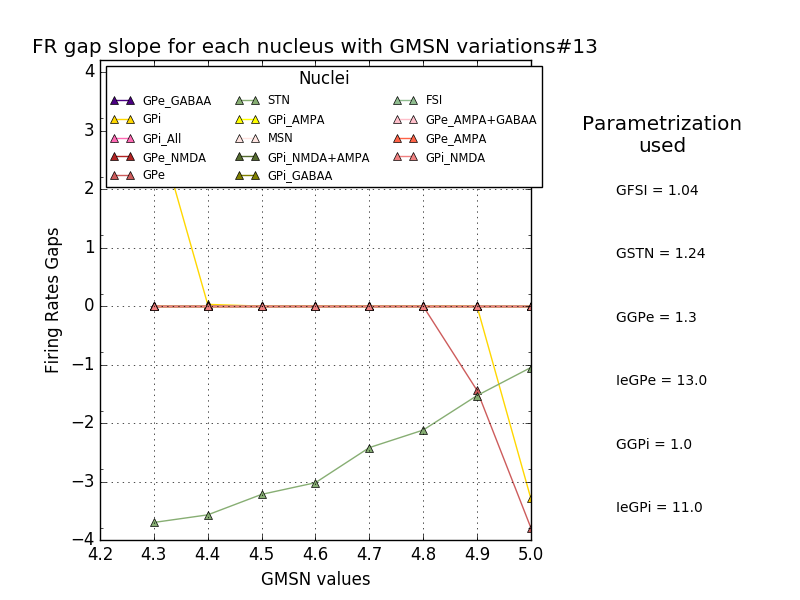 FR gap slope for each nucleus with GMSN variations#13
Nuclei
GPe_GABAA
GPi
GPi_All
GPe_NMDA
GPe
STN
GPi_AMPA
MSN
GPi_NMDA+AMPA
GPi_GABAA
FSI
GPe_AMPA+GABAA
GPe_AMPA
GPi_NMDA
4
3
2
1
0
−1
−2
−3
−4
Firing Rates Gaps
4.2 4.3 4.4 4.5 4.6 4.7 4.8 4.9 5.0
GMSN values
Parametrization
used
GFSI = 1.04
GSTN = 1.24
GGPe = 1.3
IeGPe = 13.0
GGPi = 1.0
IeGPi = 11.0